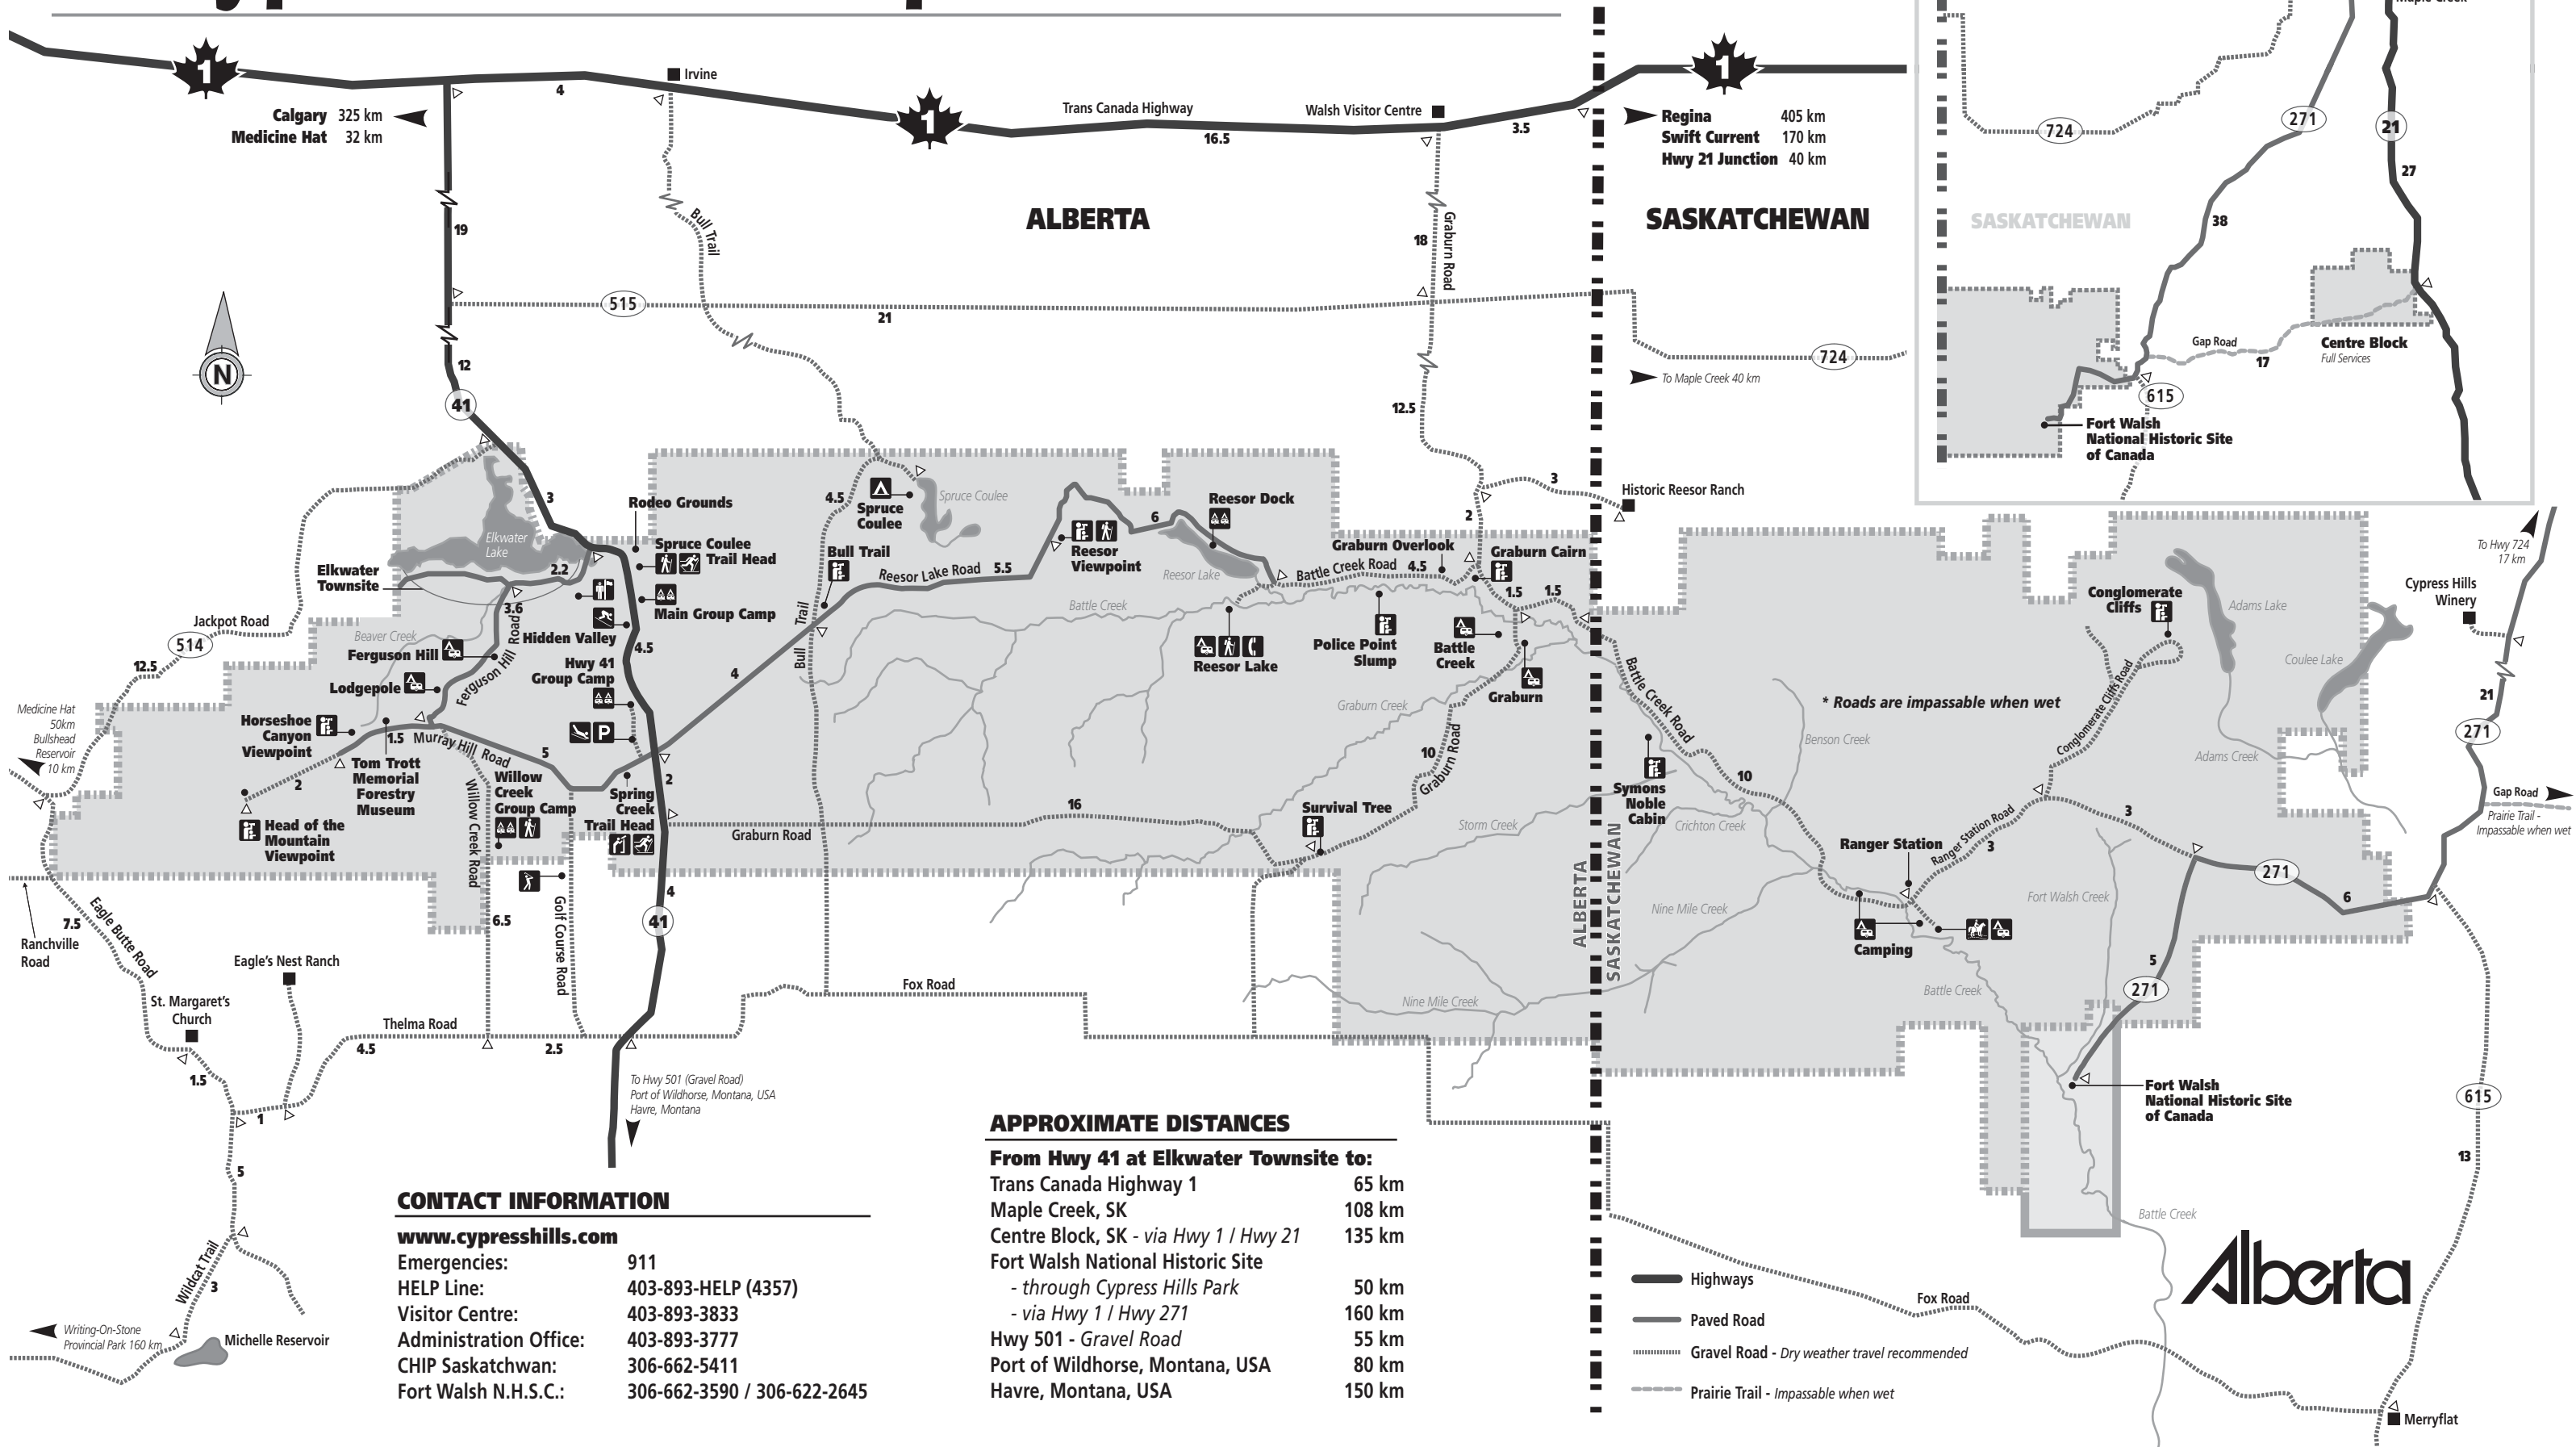 1
1
1
Irvine
4
Calgary 325 km
Medicine Hat 32 km
Trans Canada Highway
16.5
Walsh Visitor Centre
3.5
Regina 405 km
Swift Current 170 km
Hwy 21 Junction 40 km
ALBERTA
SASKATCHEWAN
19
Bull Trail
18
Graburn Road
515
21
12
41
12.5
724
To Maple Creek 40 km
N
724
271
21
27
38
SASKATCHEWAN
Gap Road
17
Centre Block
Full Services
615
Fort Walsh
National Historic Site
of Canada
3
Rodeo Grounds
Elkwater
Lake
Elkwater
Townsite
2.2
Spruce Coulee
Trail Head
Main Group Camp
3.6
Hidden Valley
4.5
Hwy 41
Group Camp
P
Jackpot Road
514
12.5
Beaver Creek
Ferguson Hill
Lodgepole
Ferguson Hill Road
Horseshoe
Canyon
Viewpoint
1.5
Murray Hill Road
5
2
Tom Trott
Memorial
Forestry
Museum
Head of the
Mountain
Viewpoint
Willow Creek Road
Willow
Creek
Group Camp
Spring
Creek
Trail Head
2
4
41
6.5
Golf Course Road
Medicine Hat
50km
Bullshead
Reservoir
10 km
Ranchville
Road
7.5
Eagle Butte Road
Eagle's Nest Ranch
St. Margaret's
Church
1.5
1
Thelma Road
4.5
2.5
5
Wildcat Trail
3
Writing-On-Stone
Provincial Park 160 km
Michelle Reservoir
To Hwy 501 (Gravel Road)
Port of Wildhorse, Montana, USA
Havre, Montana
4.5
Spruce
Coulee
Spruce Coulee
Bull Trail
Bull Trail
4
Reesor Lake Road
5.5
Reesor
Viewpoint
6
Reesor Dock
Reesor Lake
Battle Creek
Reesor Lake
Battle Creek Road
4.5
Graburn Overlook
Graburn Cairn
2
3
Historic Reesor Ranch
1.5
1.5
Police Point
Slump
Battle
Creek
Graburn
Graburn Creek
10
Graburn Road
16
Graburn Road
Survival Tree
Storm Creek
Fox Road
Nine Mile Creek
ALBERTA
SASKATCHEWAN
Battle Creek Road
* Roads are impassable when wet
Benson Creek
Symons
Noble
Cabin
Crichton Creek
10
Nine Mile Creek
Ranger Station
Ranger Station Road
3
Camping
Battle Creek
Conglomerate
Cliffs
Conglomerate Cliffs Road
Adams Lake
Adams Creek
Coulee Lake
3
271
6
Fort Walsh Creek
5
271
Fort Walsh
National Historic Site
of Canada
Battle Creek
To Hwy 724
17 km
Cypress Hills
Winery
21
271
Gap Road
Prairie Trail -
Impassable when wet
615
13
Fox Road
Merryflat
CONTACT INFORMATION
www.cypresshills.com
Emergencies: 911
HELP Line: 403-893-HELP (4357)
Visitor Centre: 403-893-3833
Administration Office: 403-893-3777
CHIP Saskatchwan: 306-662-5411
Fort Walsh N.H.S.C.: 306-662-3590 / 306-622-2645
APPROXIMATE DISTANCES
From Hwy 41 at Elkwater Townsite to:
Trans Canada Highway 1 65 km
Maple Creek, SK 108 km
Centre Block, SK - via Hwy 1 / Hwy 21 135 km
Fort Walsh National Historic Site
- through Cypress Hills Park 50 km
- via Hwy 1 / Hwy 271 160 km
Hwy 501 - Gravel Road 55 km
Port of Wildhorse, Montana, USA 80 km
Havre, Montana, USA 150 km
Highways
Paved Road
Gravel Road - Dry weather travel recommended
Prairie Trail - Impassable when wet
Alberta